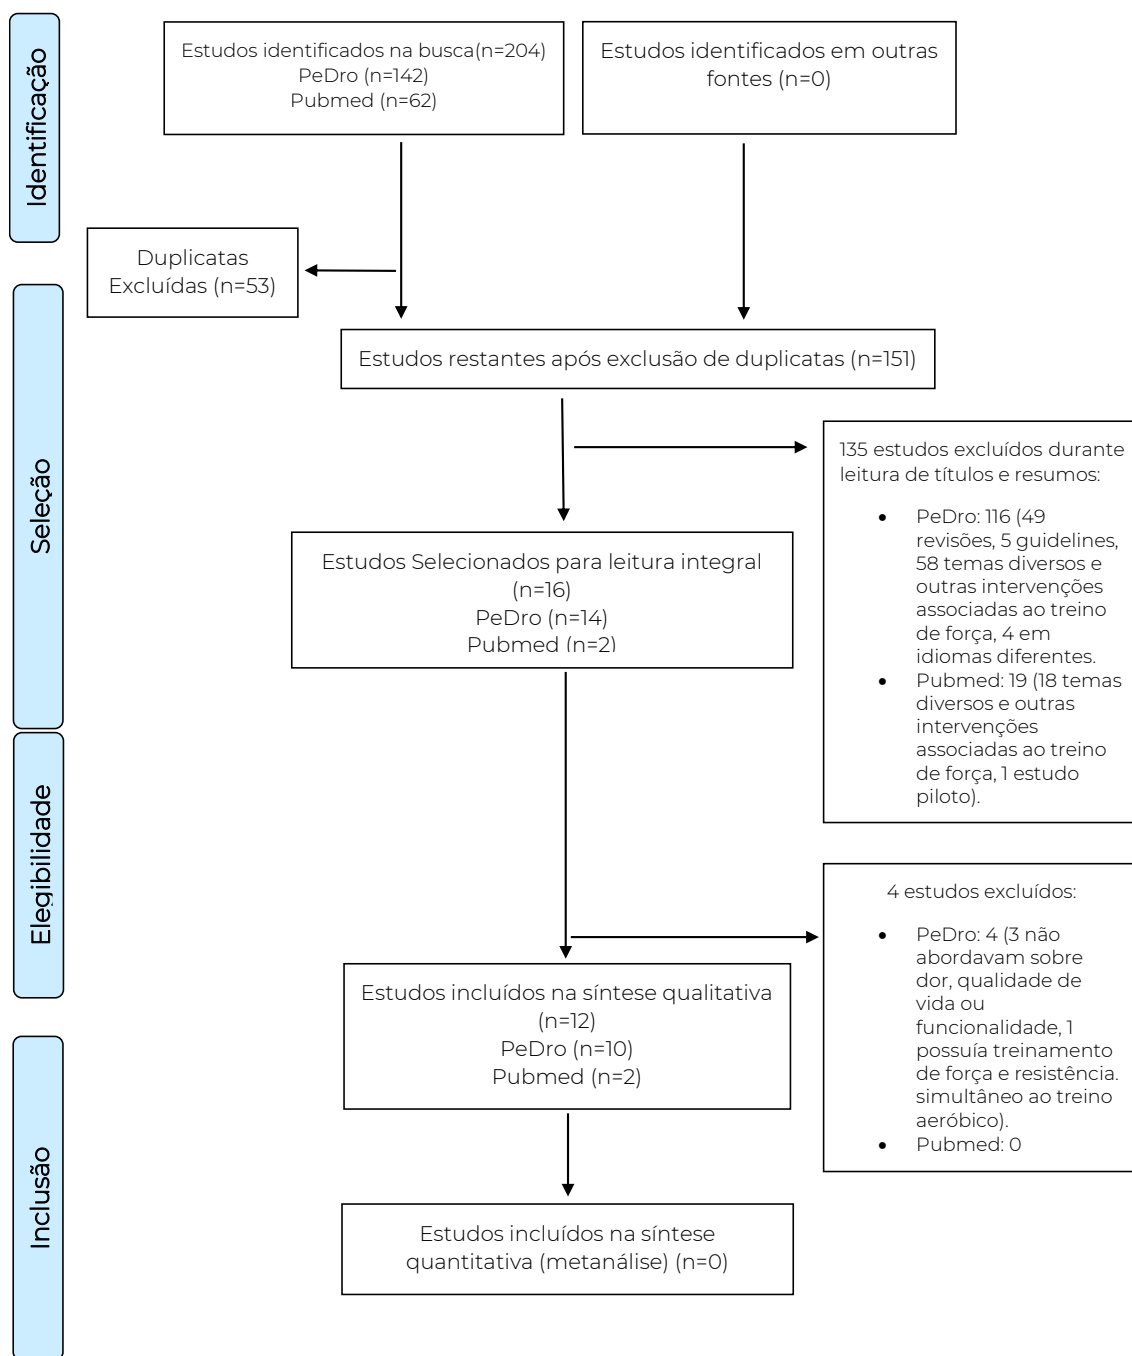 Identificação
Estudos identificados na busca(n=204)
PeDro (n=142)
Pubmed (n=62)
Estudos identificados em outras
fontes (n=0)
Duplicatas
Excluídas (n=53)
Seleção
Estudos restantes após exclusão de duplicatas (n=151)
135 estudos excluídos durante
leitura de títulos e resumos:
• PeDro: 116 (49
revisões, 5 guidelines,
58 temas diversos e
outras intervenções
associadas ao treino
de força, 4 em
idiomas diferentes.
• Pubmed: 19 (18 temas
diversos e outras
intervenções
associadas ao treino
de força, 1 estudo
piloto).
Estudos Selecionados para leitura integral
(n=16)
PeDro (n=14)
Pubmed (n=2)
Elegibilidade
4 estudos excluídos:
• PeDro: 4 (3 não
abordavam sobre
dor, qualidade de
vida ou
funcionalidade, 1
possuía treinamento
de força e resistência.
simultâneo ao treino
aeróbico).
• Pubmed: 0
Estudos incluídos na síntese qualitativa
(n=12)
PeDro (n=10)
Pubmed (n=2)
Inclusão
Estudos incluídos na síntese
quantitativa (metanálise) (n=0)